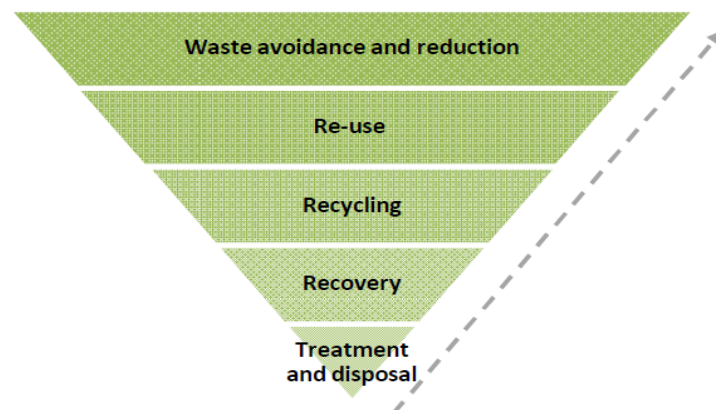 Waste avoidance and reduction
Re-use
Recycling
Recovery
Treatment
and disposal